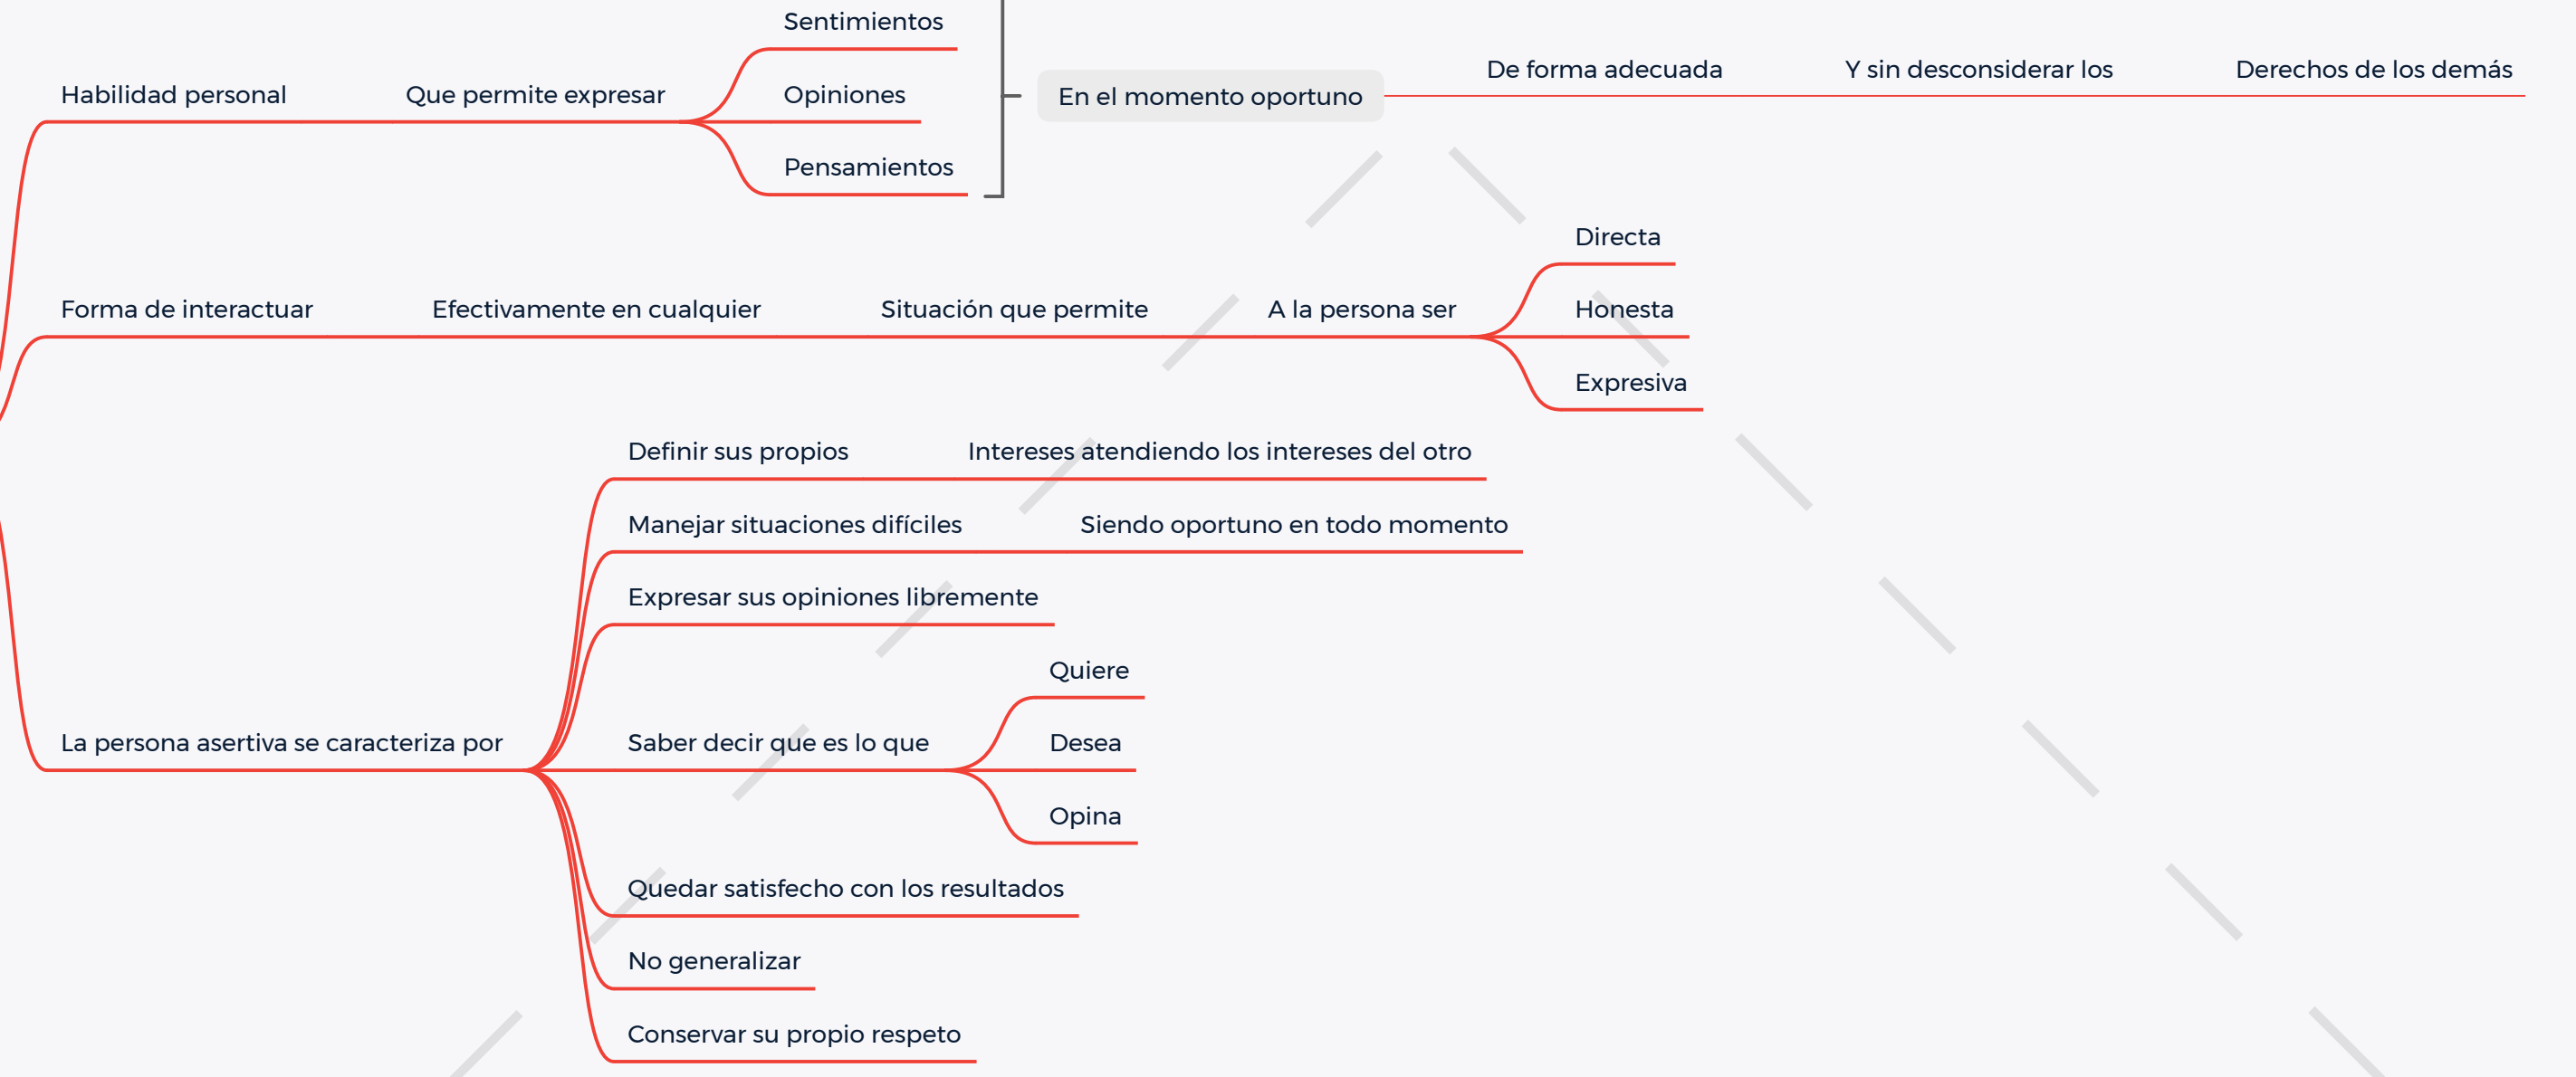 Sentimientos
Habilidad personal
Que permite expresar
Opiniones
Pensamientos
En el momento oportuno
De forma adecuada
Y sin desconsiderar los
Derechos de los demás
Forma de interactuar
Efectivamente en cualquier
Situación que permite
A la persona ser
Directa
Honesta
Expresiva
La persona asertiva se caracteriza por
Definir sus propios
Intereses atendiendo los intereses del otro
Manejar situaciones difíciles
Siendo oportuno en todo momento
Expresar sus opiniones libremente
Saber decir que es lo que
Quiere
Desea
Opina
Quedar satisfecho con los resultados
No generalizar
Conservar su propio respeto